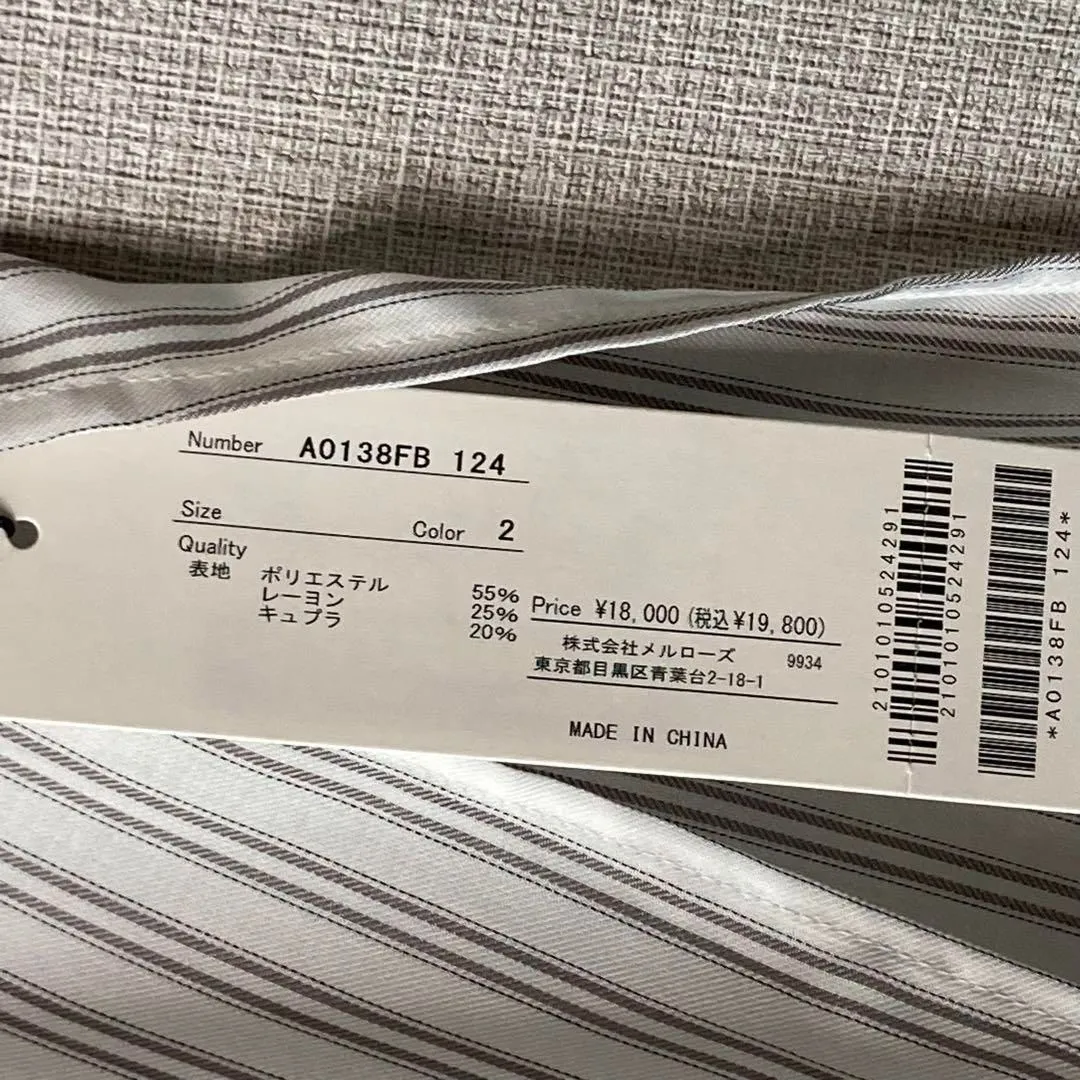 Number A0138FB 124
Size
Color 2
Quality
表地 ポリエステル 55%
レーヨン 25%
キュプラ 20%
Price ¥18,000 (税込¥19,800)
株式会社メルローズ 9934
東京都目黒区青葉台2-18-1
MADE IN CHINA
2101010524291
2101010524291
*A0138FB 124*